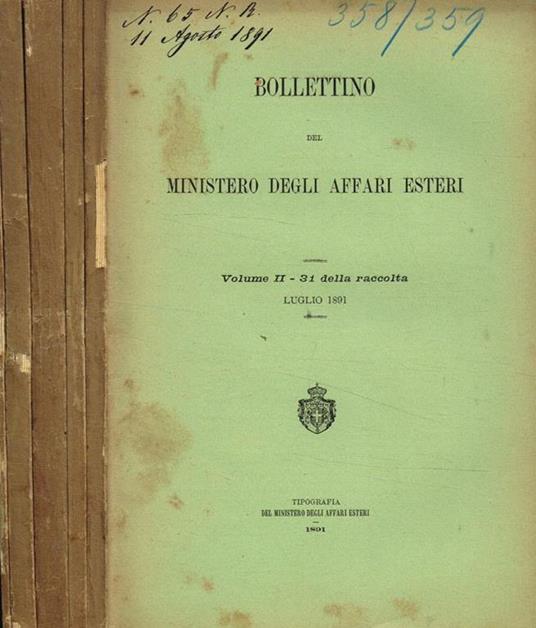 N. 65 N. R.
11 Agosto 1891
358/359
BOLLETTINO
DEL
MINISTERO DEGLI AFFARI ESTERI
Volume II - 31 della raccolta
LUGLIO 1891
TIPOGRAFIA
DEL MINISTERO DEGLI AFFARI ESTERI
1891